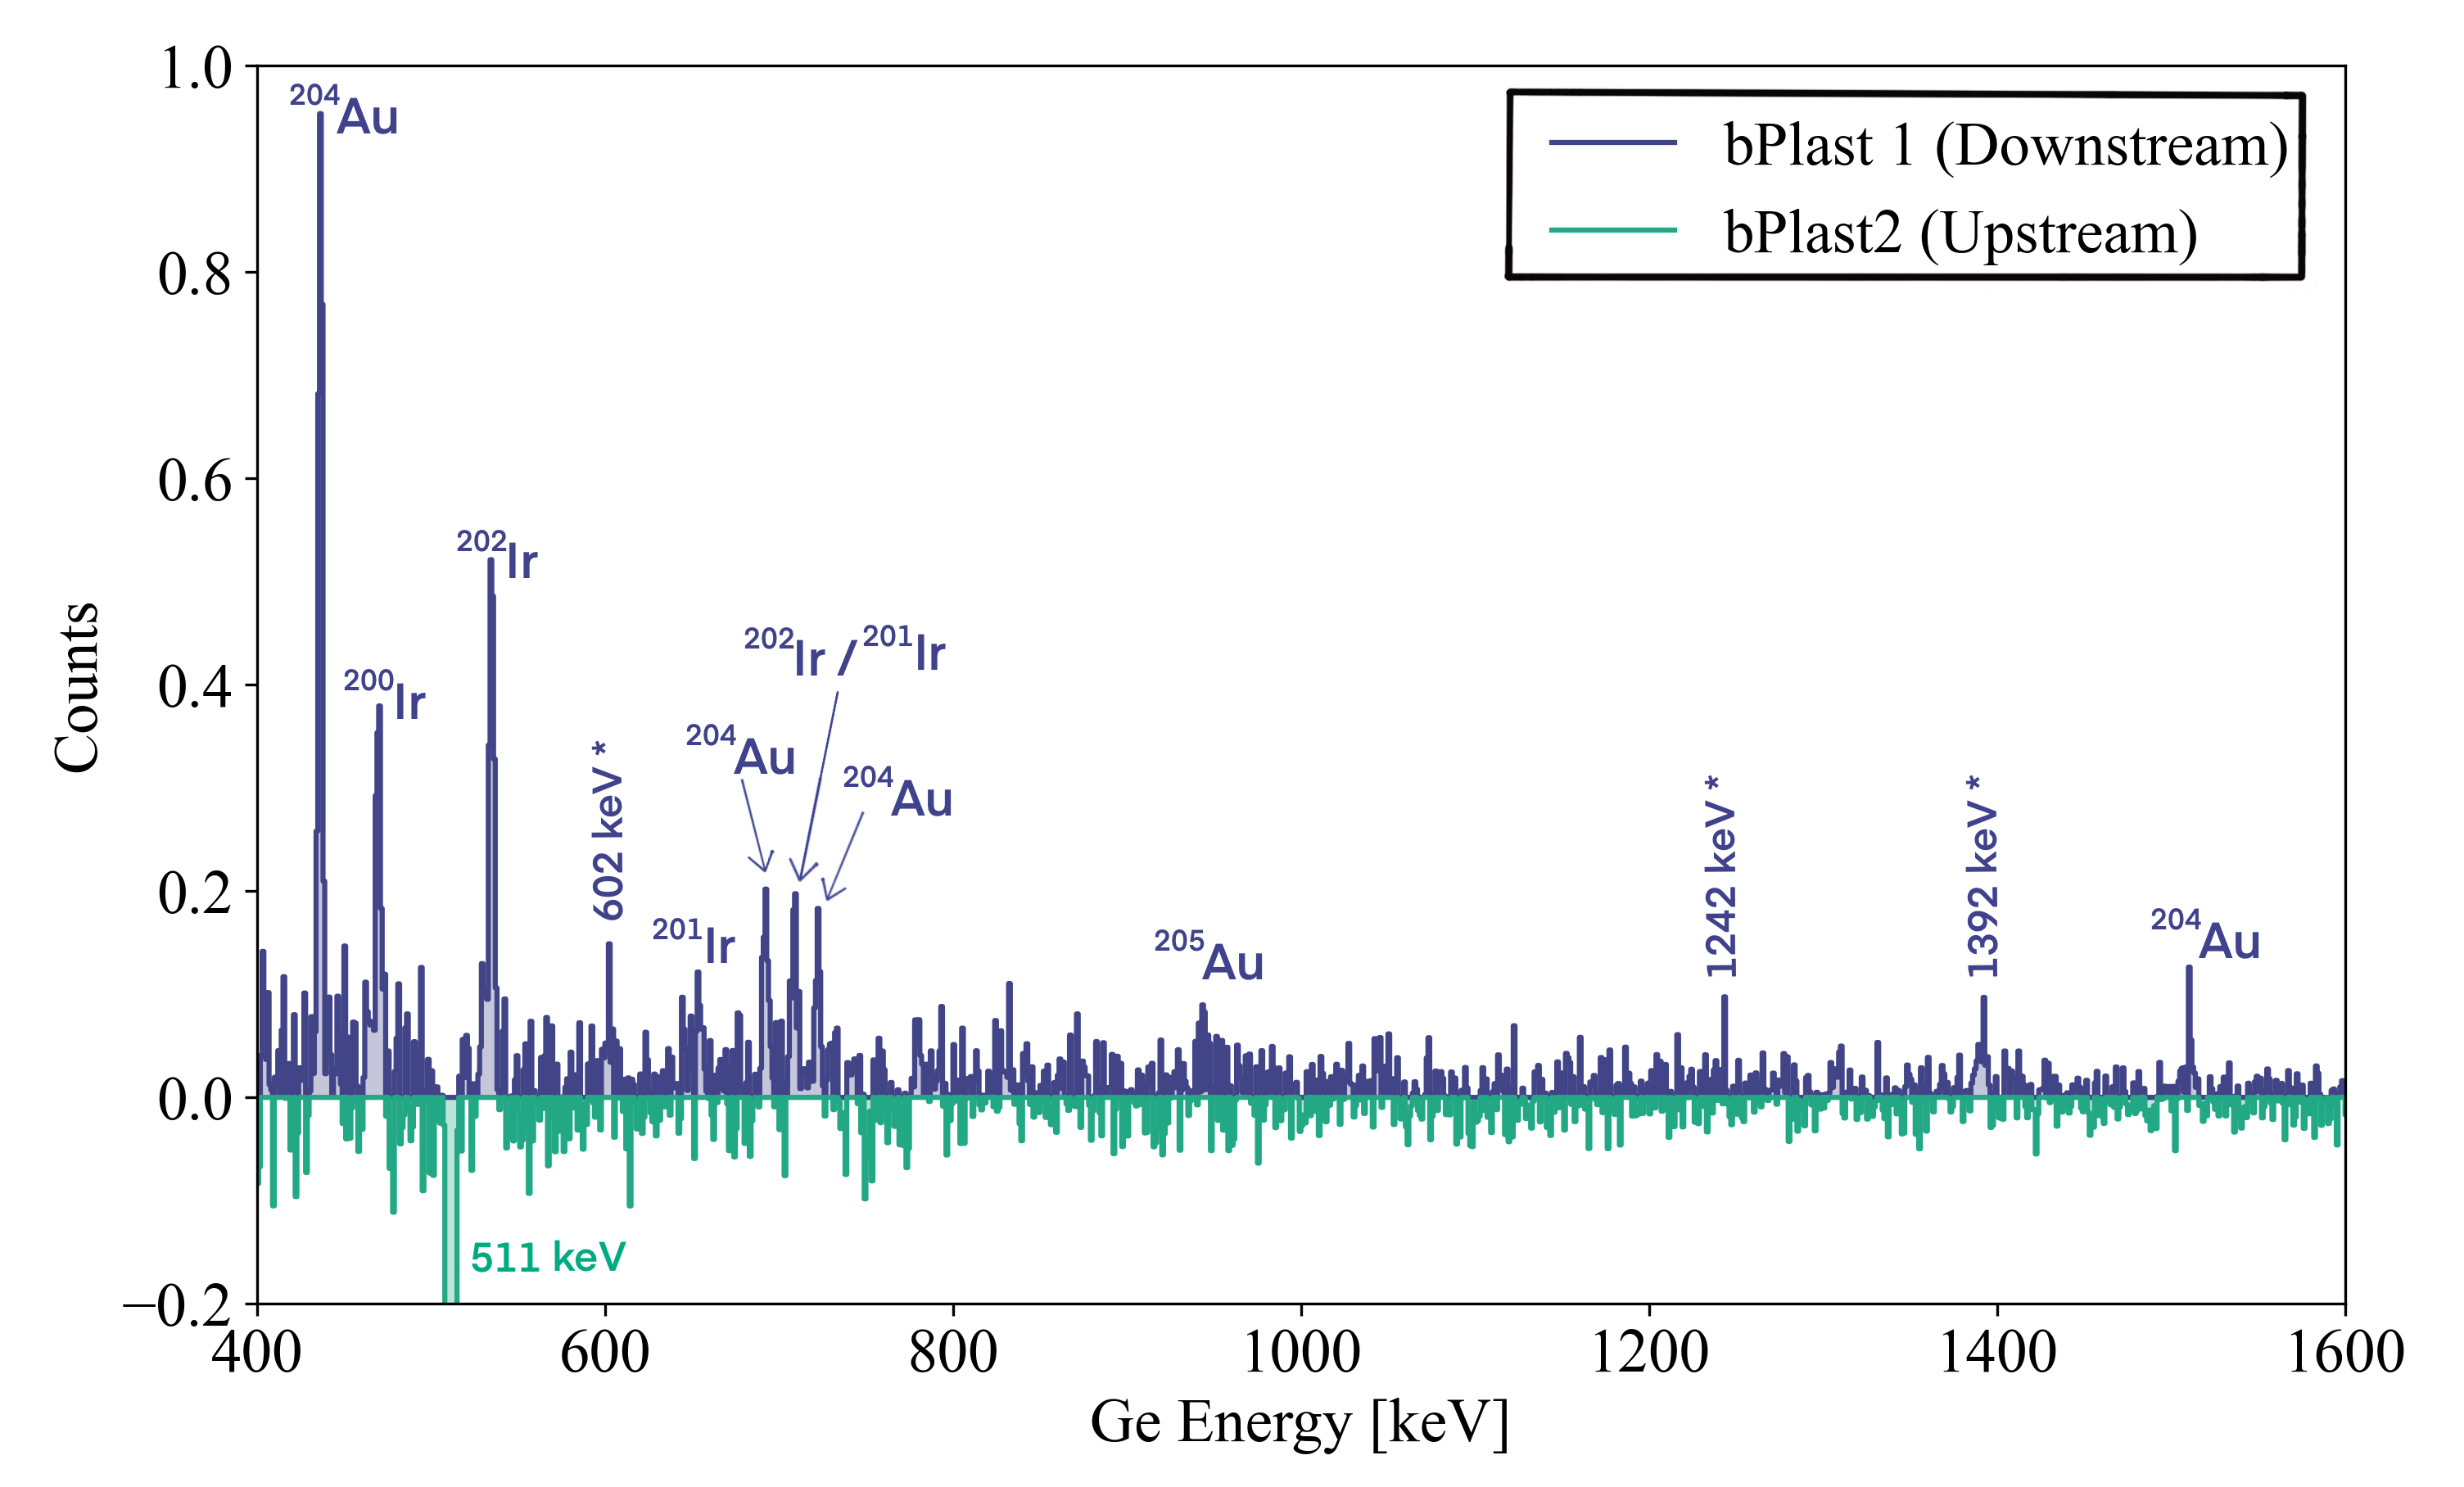 1.0
0.8
0.6
0.4
0.2
0.0
−0.2
Counts
400
600
800
1000
1200
1400
1600
Ge Energy [keV]
bPlast 1 (Downstream)
bPlast2 (Upstream)
²⁰⁴Au
²⁰⁰Ir
²⁰²Ir
602 keV *
²⁰¹Ir
²⁰⁴Au
²⁰²Ir / ²⁰¹Ir
²⁰⁴Au
²⁰⁵Au
1242 keV *
1392 keV *
²⁰⁴Au
511 keV